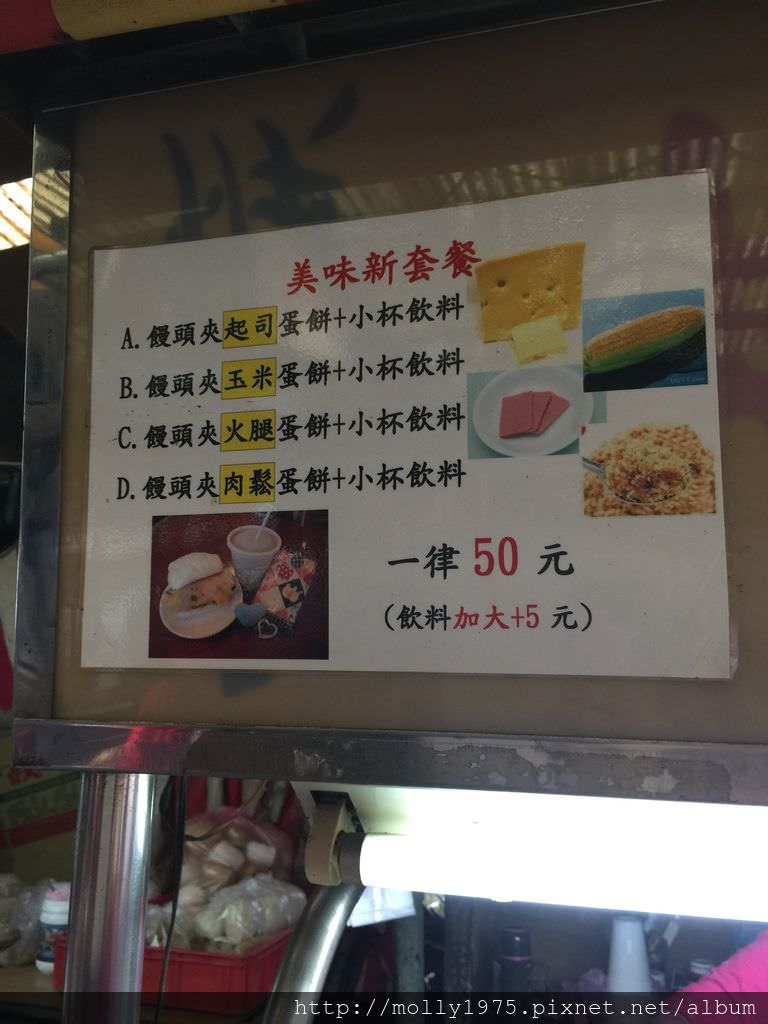 美味新套餐
A.饅頭夾起司蛋餅+小杯飲料
B.饅頭夾玉米蛋餅+小杯飲料
C.饅頭夾火腿蛋餅+小杯飲料
D.饅頭夾肉鬆蛋餅+小杯飲料
一律 50 元
(飲料加大+5 元)
http://molly1975.pixnet.net/album